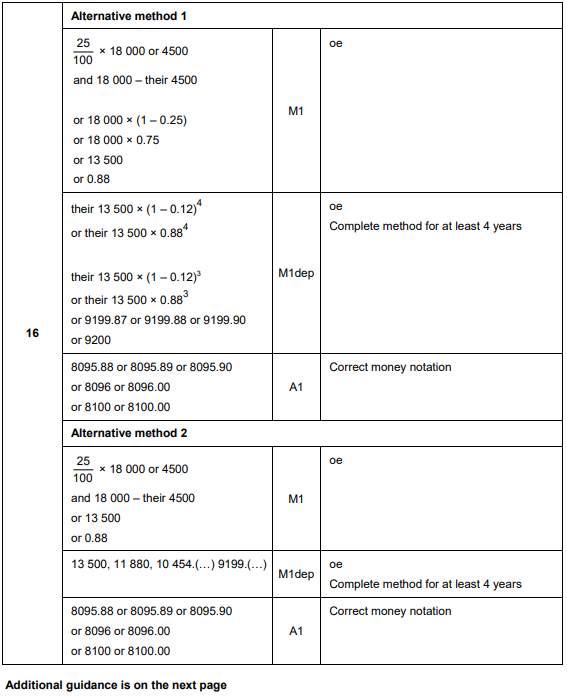 Alternative method 1
16
25
100
× 18 000 or 4500
and 18 000 – their 4500
or 18 000 × (1 – 0.25)
or 18 000 × 0.75
or 13 500
or 0.88
M1
oe
their 13 500 × (1 – 0.12)⁴
or their 13 500 × 0.88⁴
their 13 500 × (1 – 0.12)³
or their 13 500 × 0.88³
or 9199.87 or 9199.88 or 9199.90
or 9200
M1dep
oe
Complete method for at least 4 years
8095.88 or 8095.89 or 8095.90
or 8096 or 8096.00
or 8100 or 8100.00
A1
Correct money notation
Alternative method 2
25
100
× 18 000 or 4500
and 18 000 – their 4500
or 13 500
or 0.88
M1
oe
13 500, 11 880, 10 454.(…) 9199.(…)
M1dep
oe
Complete method for at least 4 years
8095.88 or 8095.89 or 8095.90
or 8096 or 8096.00
or 8100 or 8100.00
A1
Correct money notation
Additional guidance is on the next page